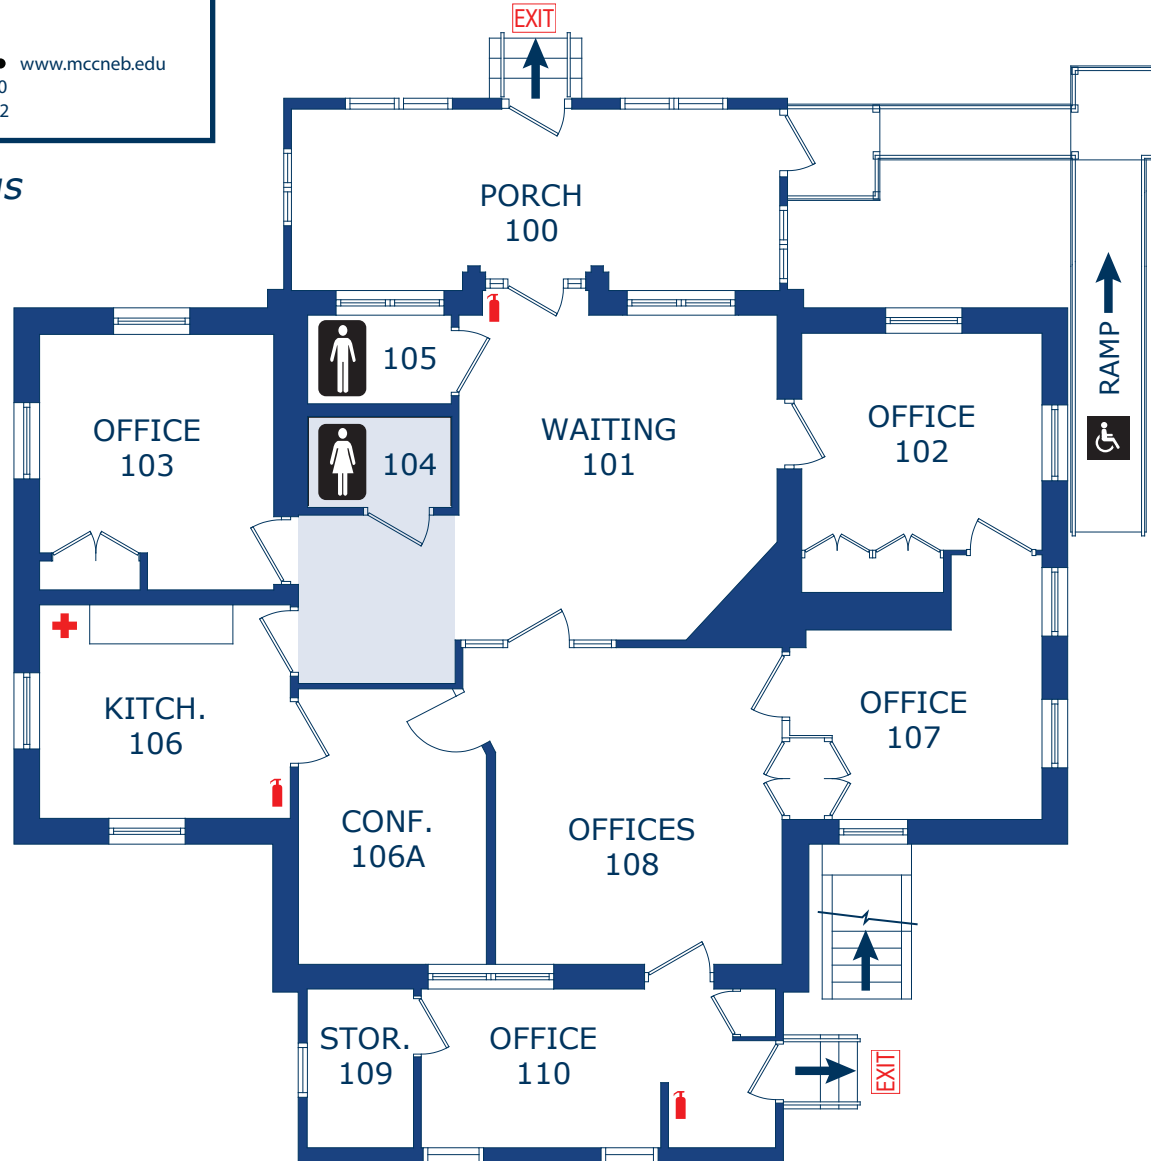 EXIT
www.mccneb.edu
0
2
us
PORCH
100
105
OFFICE
103
WAITING
101
OFFICE
102
RAMP
104
KITCH.
106
OFFICE
107
CONF.
106A
OFFICES
108
STOR.
109
OFFICE
110
EXIT